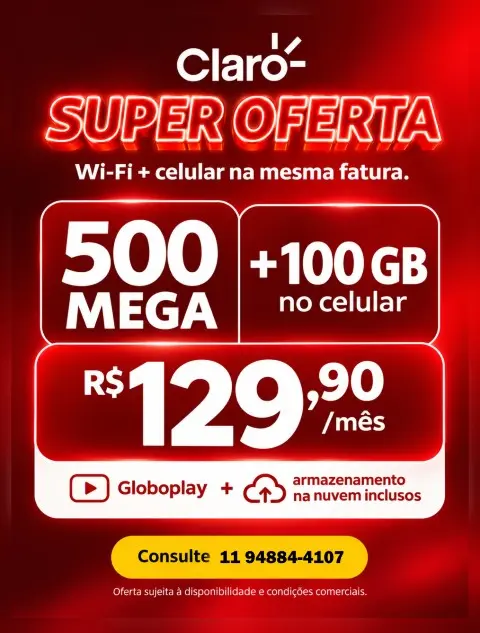 Claro
SUPER OFERTA
Wi-Fi + celular na mesma fatura.
500
MEGA
+100 GB
no celular
R$129,90
/mês
Globoplay + armazenamento
na nuvem inclusos
Consulte 11 94884-4107
Oferta sujeita à disponibilidade e condições comerciais.